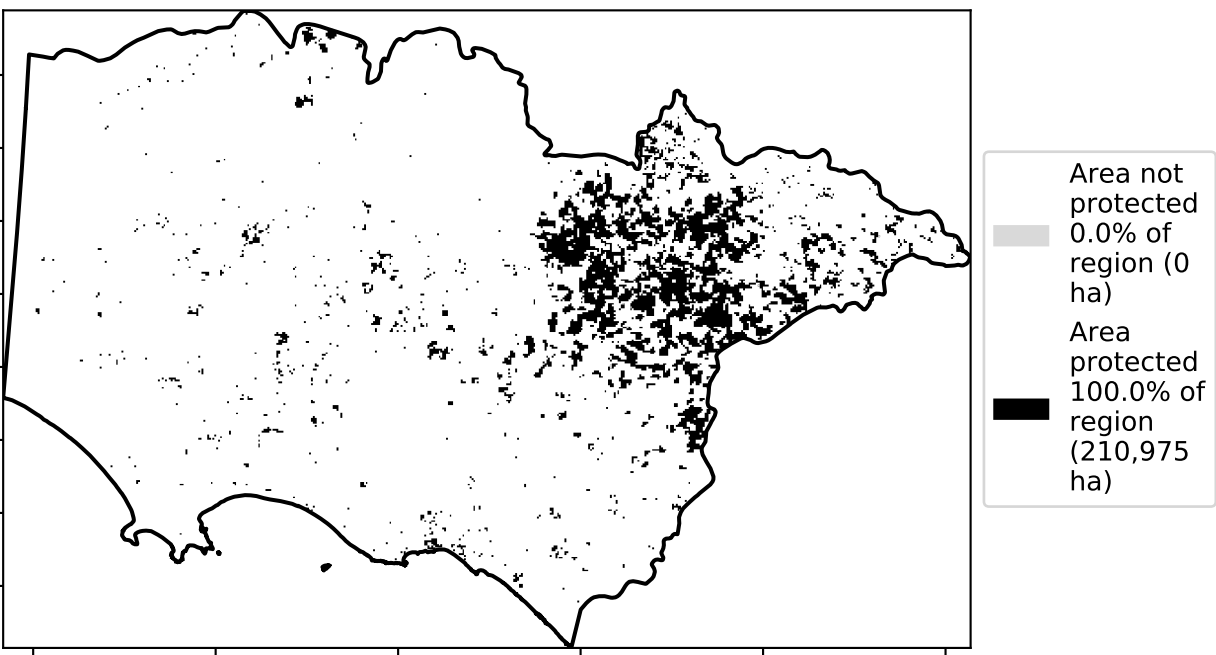 Area not
protected
0.0% of
region (0
ha)
Area
protected
100.0% of
region
(210,975
ha)